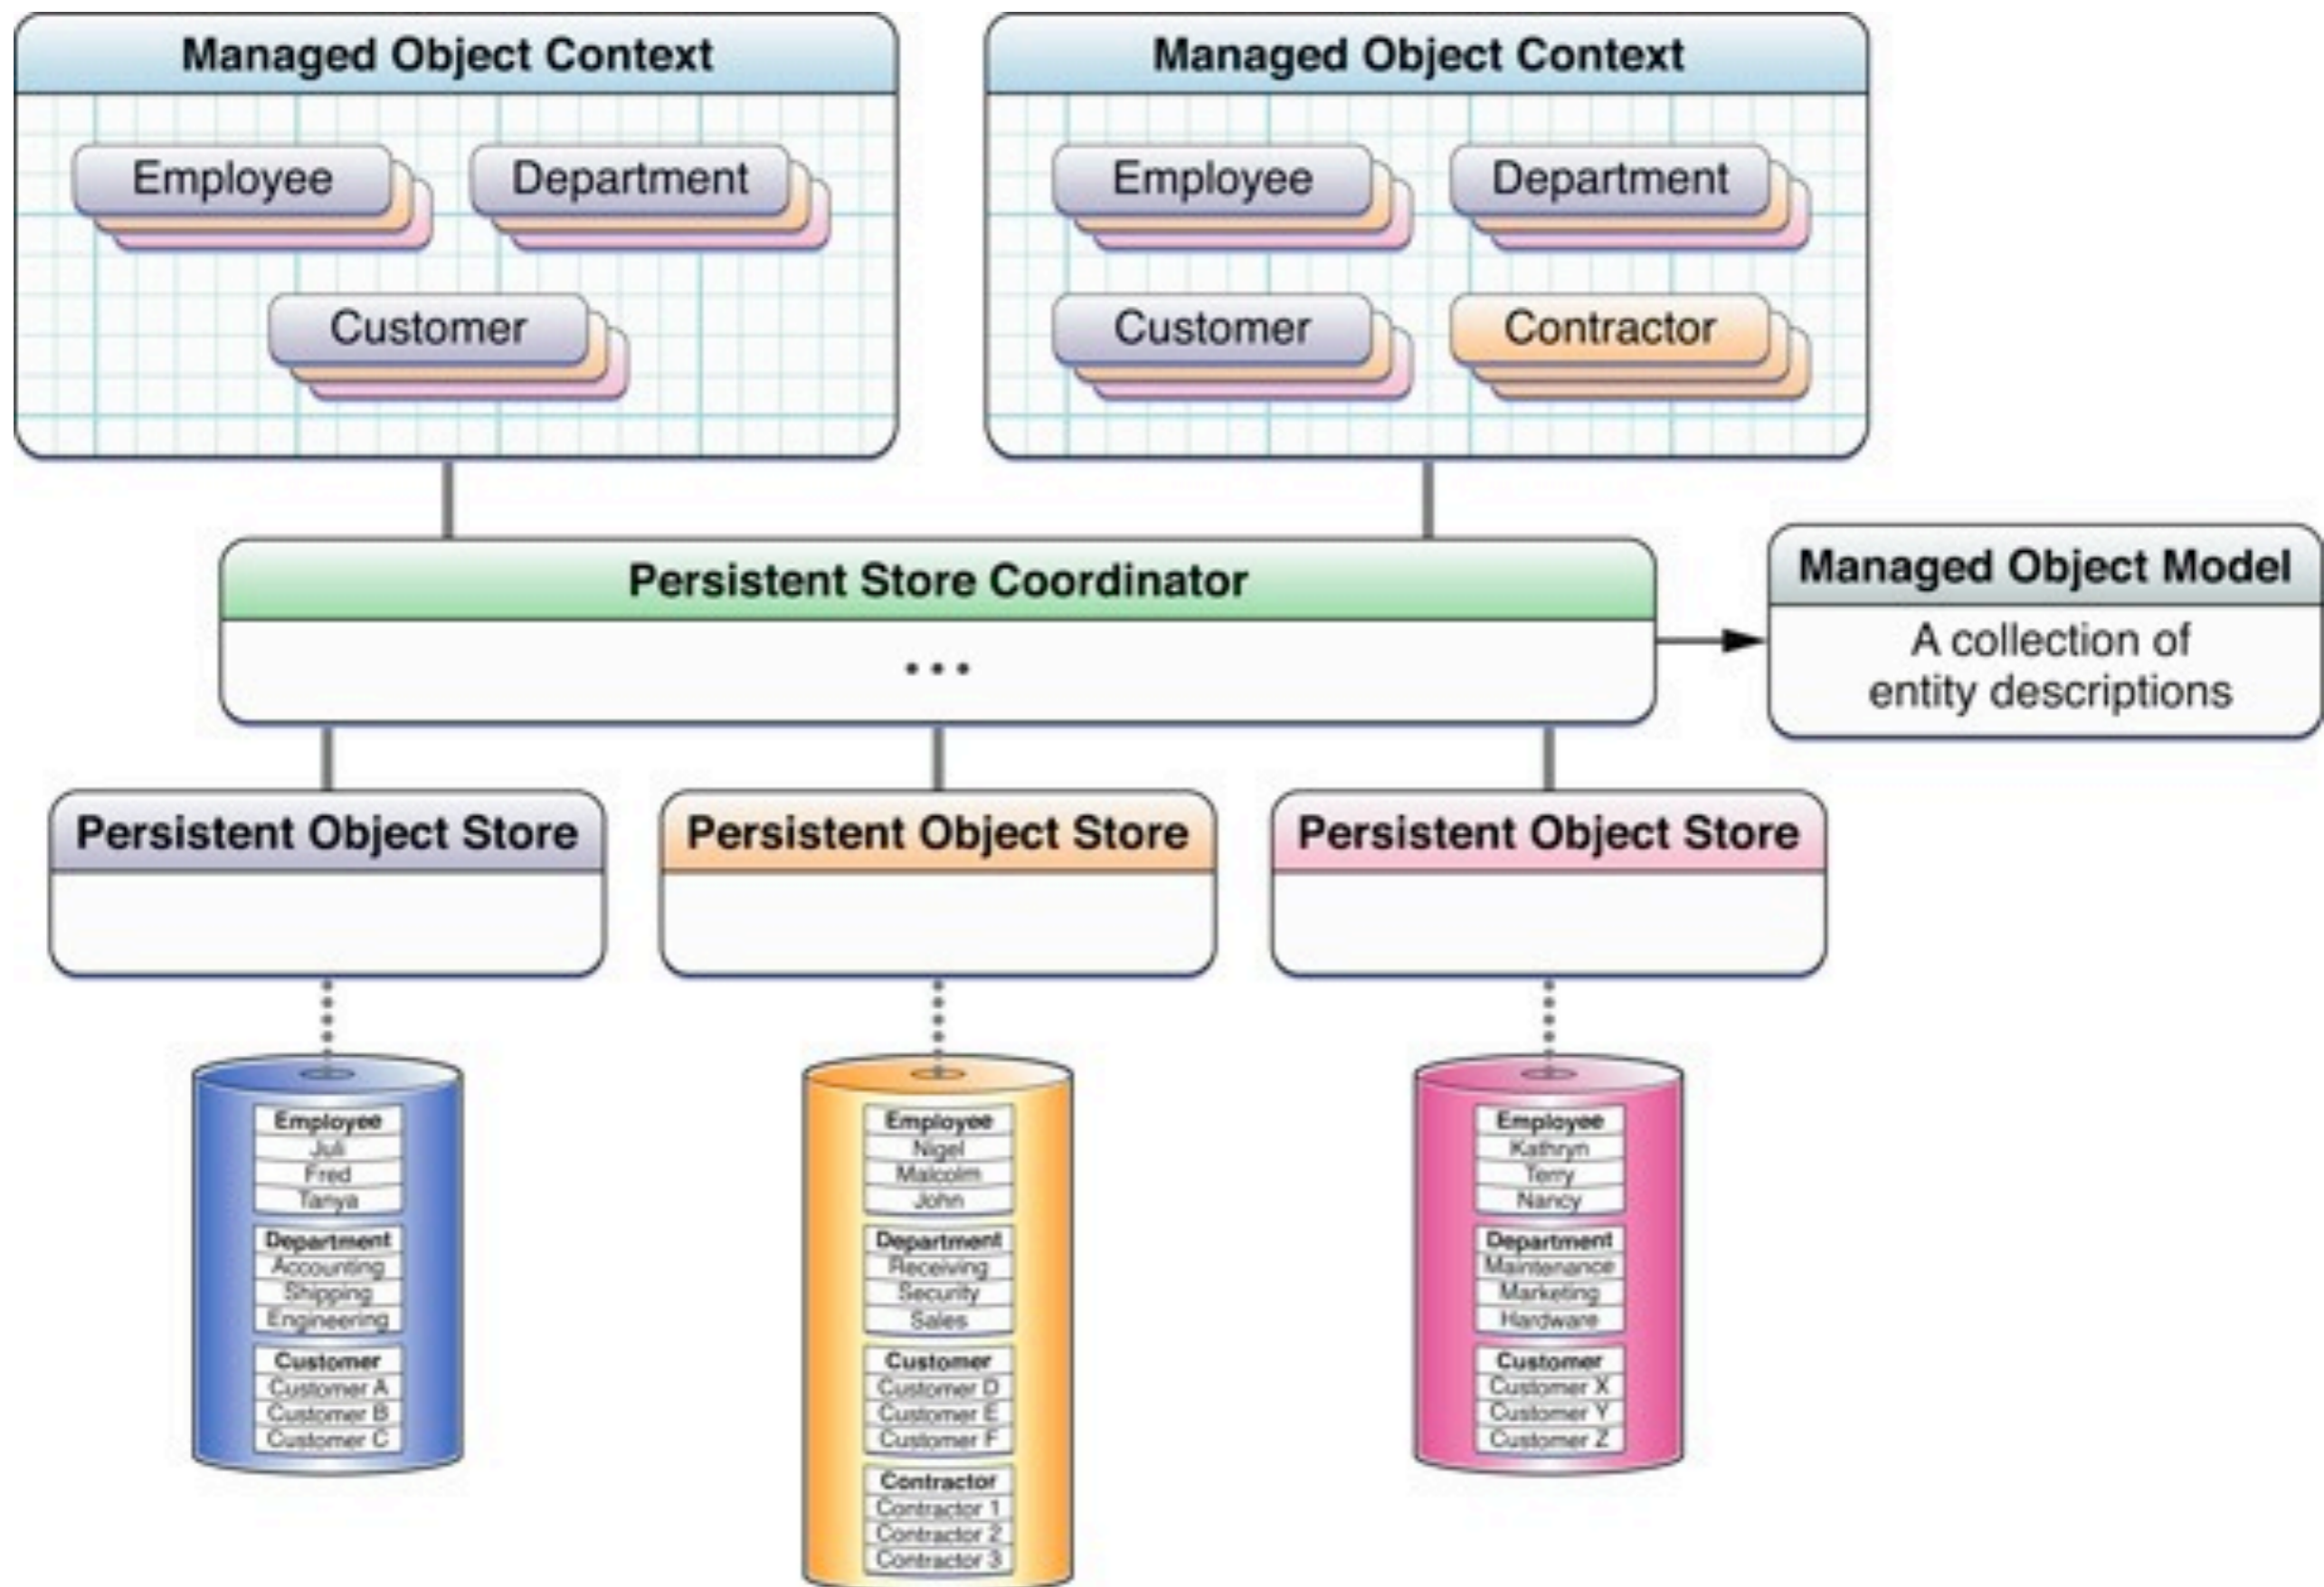 Managed Object Context
Employee
Department
Customer
Managed Object Context
Employee
Department
Customer
Contractor
Persistent Store Coordinator
...
Managed Object Model
A collection of
entity descriptions
Persistent Object Store
Persistent Object Store
Persistent Object Store
Employee
Juli
Fred
Tanya
Department
Accounting
Shipping
Engineering
Customer
Customer A
Customer B
Customer C
Employee
Nigel
Malcolm
John
Department
Receiving
Security
Sales
Customer
Customer D
Customer E
Customer F
Contractor
Contractor 1
Contractor 2
Contractor 3
Employee
Kathryn
Terry
Nancy
Department
Maintenance
Marketing
Hardware
Customer
Customer X
Customer Y
Customer Z